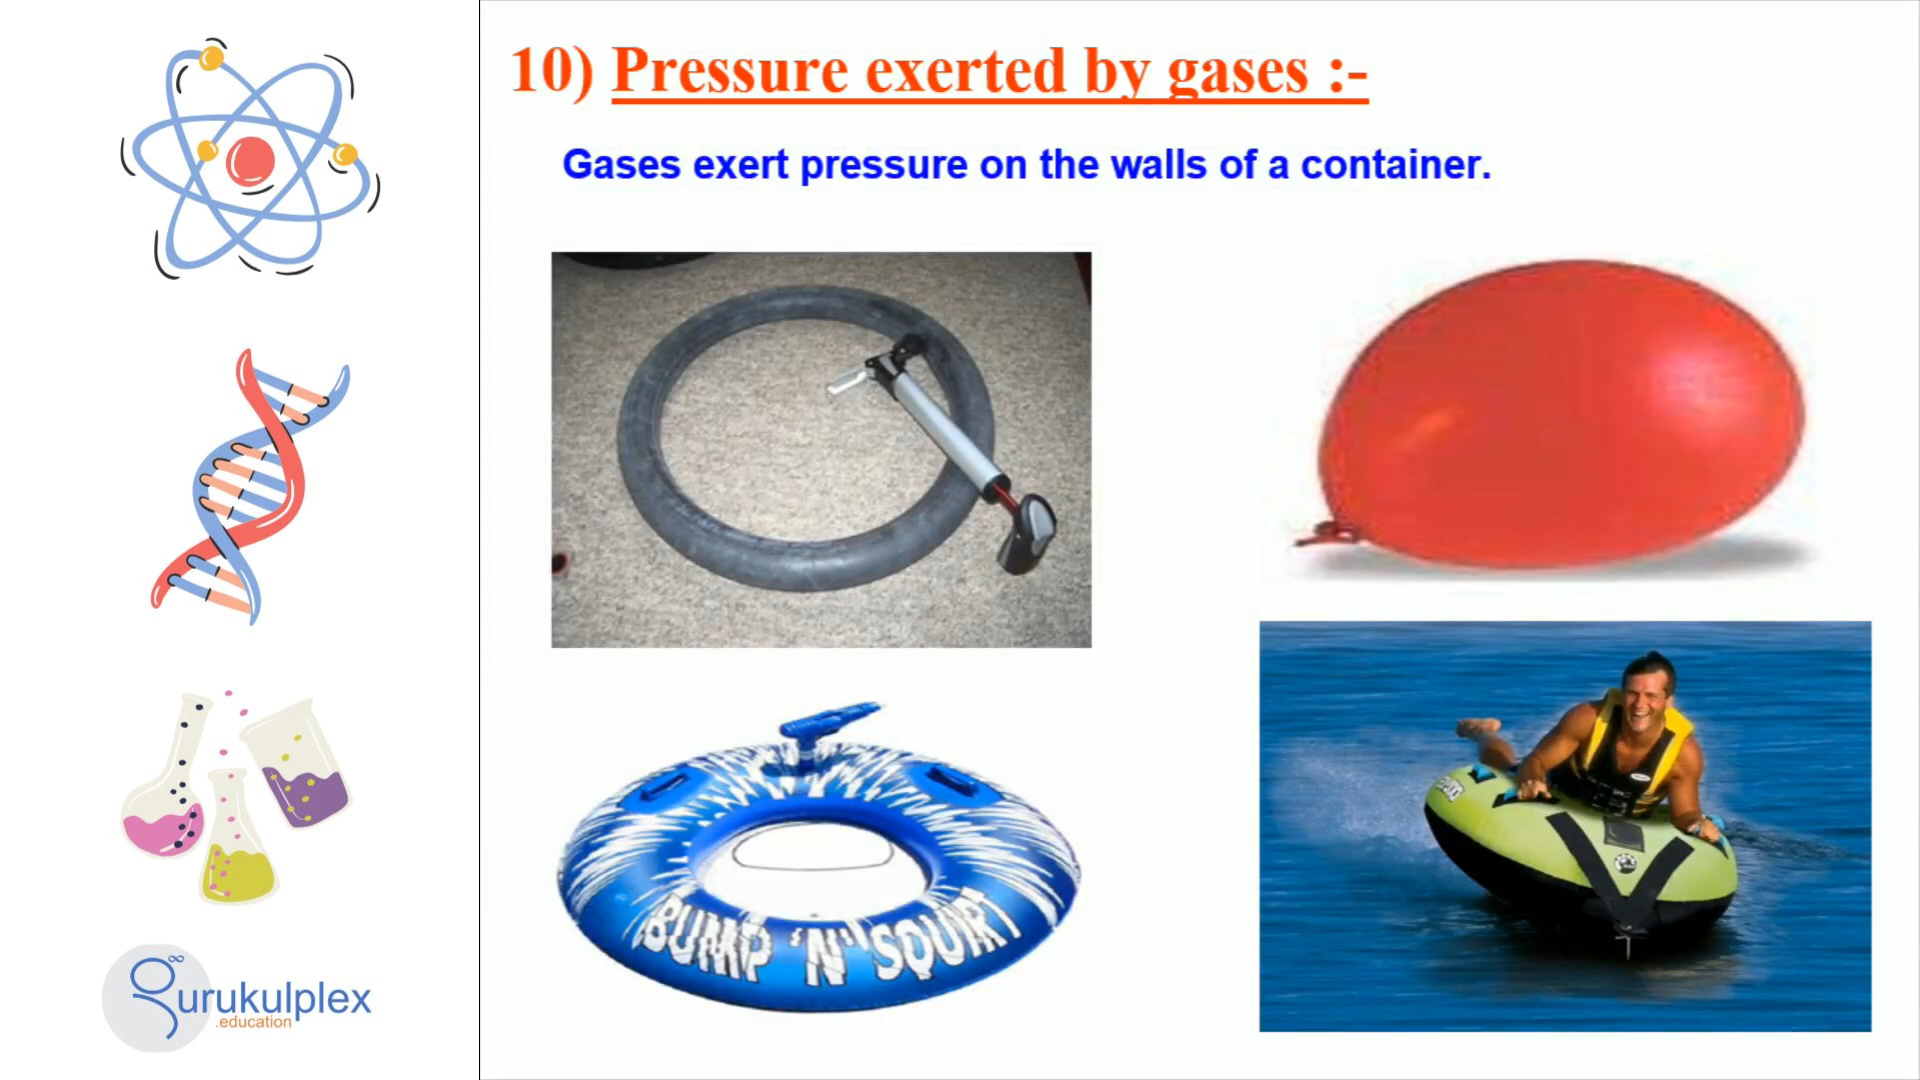 10) Pressure exerted by gases :-
Gases exert pressure on the walls of a container.
BUMP 'N' SQUIRT
gurukulplex
.education